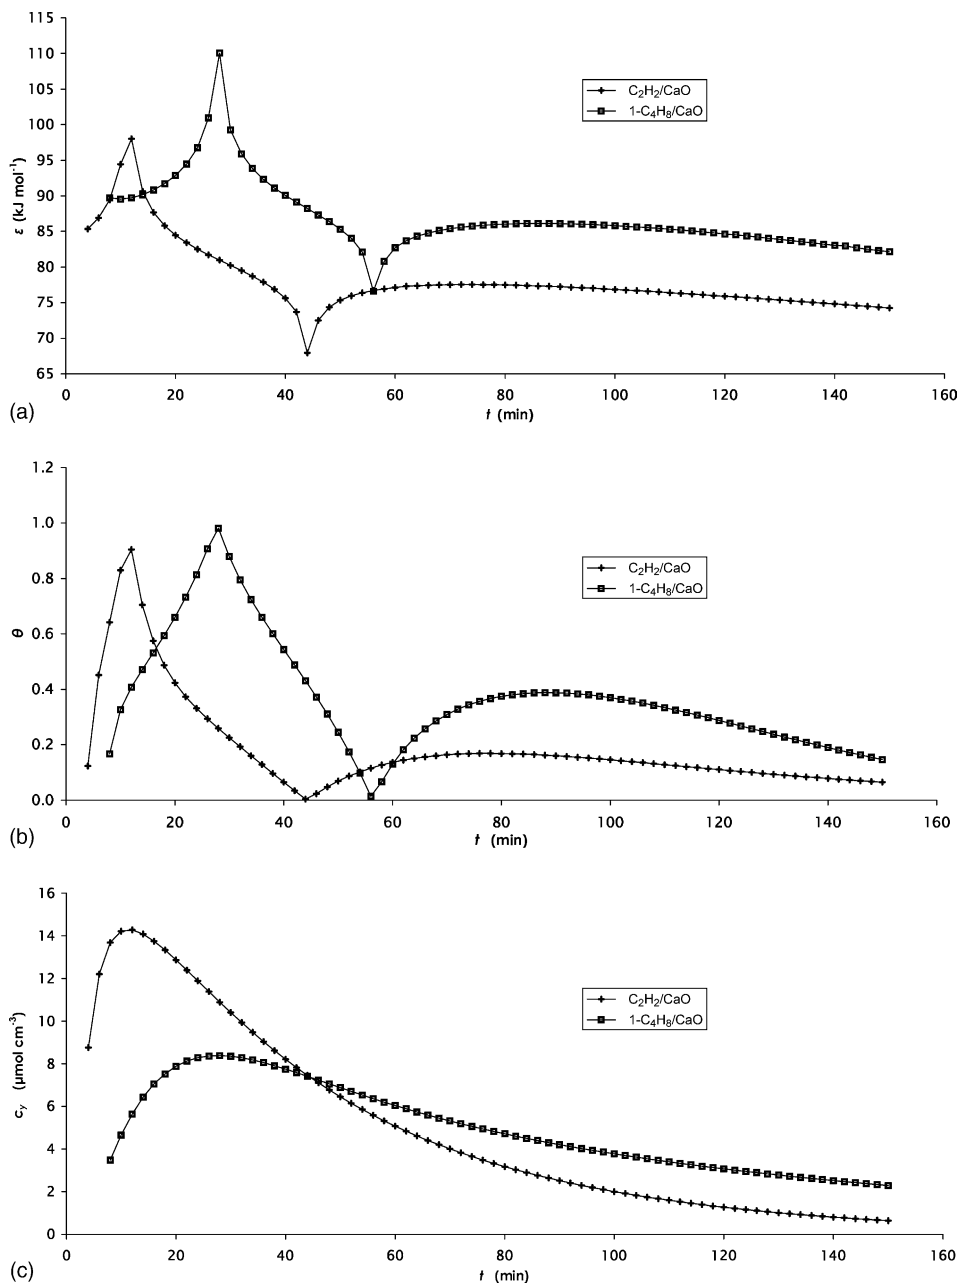 115
110
105
100
95
90
85
80
75
70
65
ε (kJ mol⁻¹)
C₂H₂/CaO
1-C₄H₈/CaO
0 20 40 60 80 100 120 140 160
t (min)
(a)
1.2
1.0
0.8
0.6
0.4
0.2
0.0
θ
C₂H₂/CaO
1-C₄H₈/CaO
0 20 40 60 80 100 120 140 160
t (min)
(b)
16
14
12
10
8
6
4
2
0
c_y (μmol cm⁻³)
C₂H₂/CaO
1-C₄H₈/CaO
0 20 40 60 80 100 120 140 160
t (min)
(c)